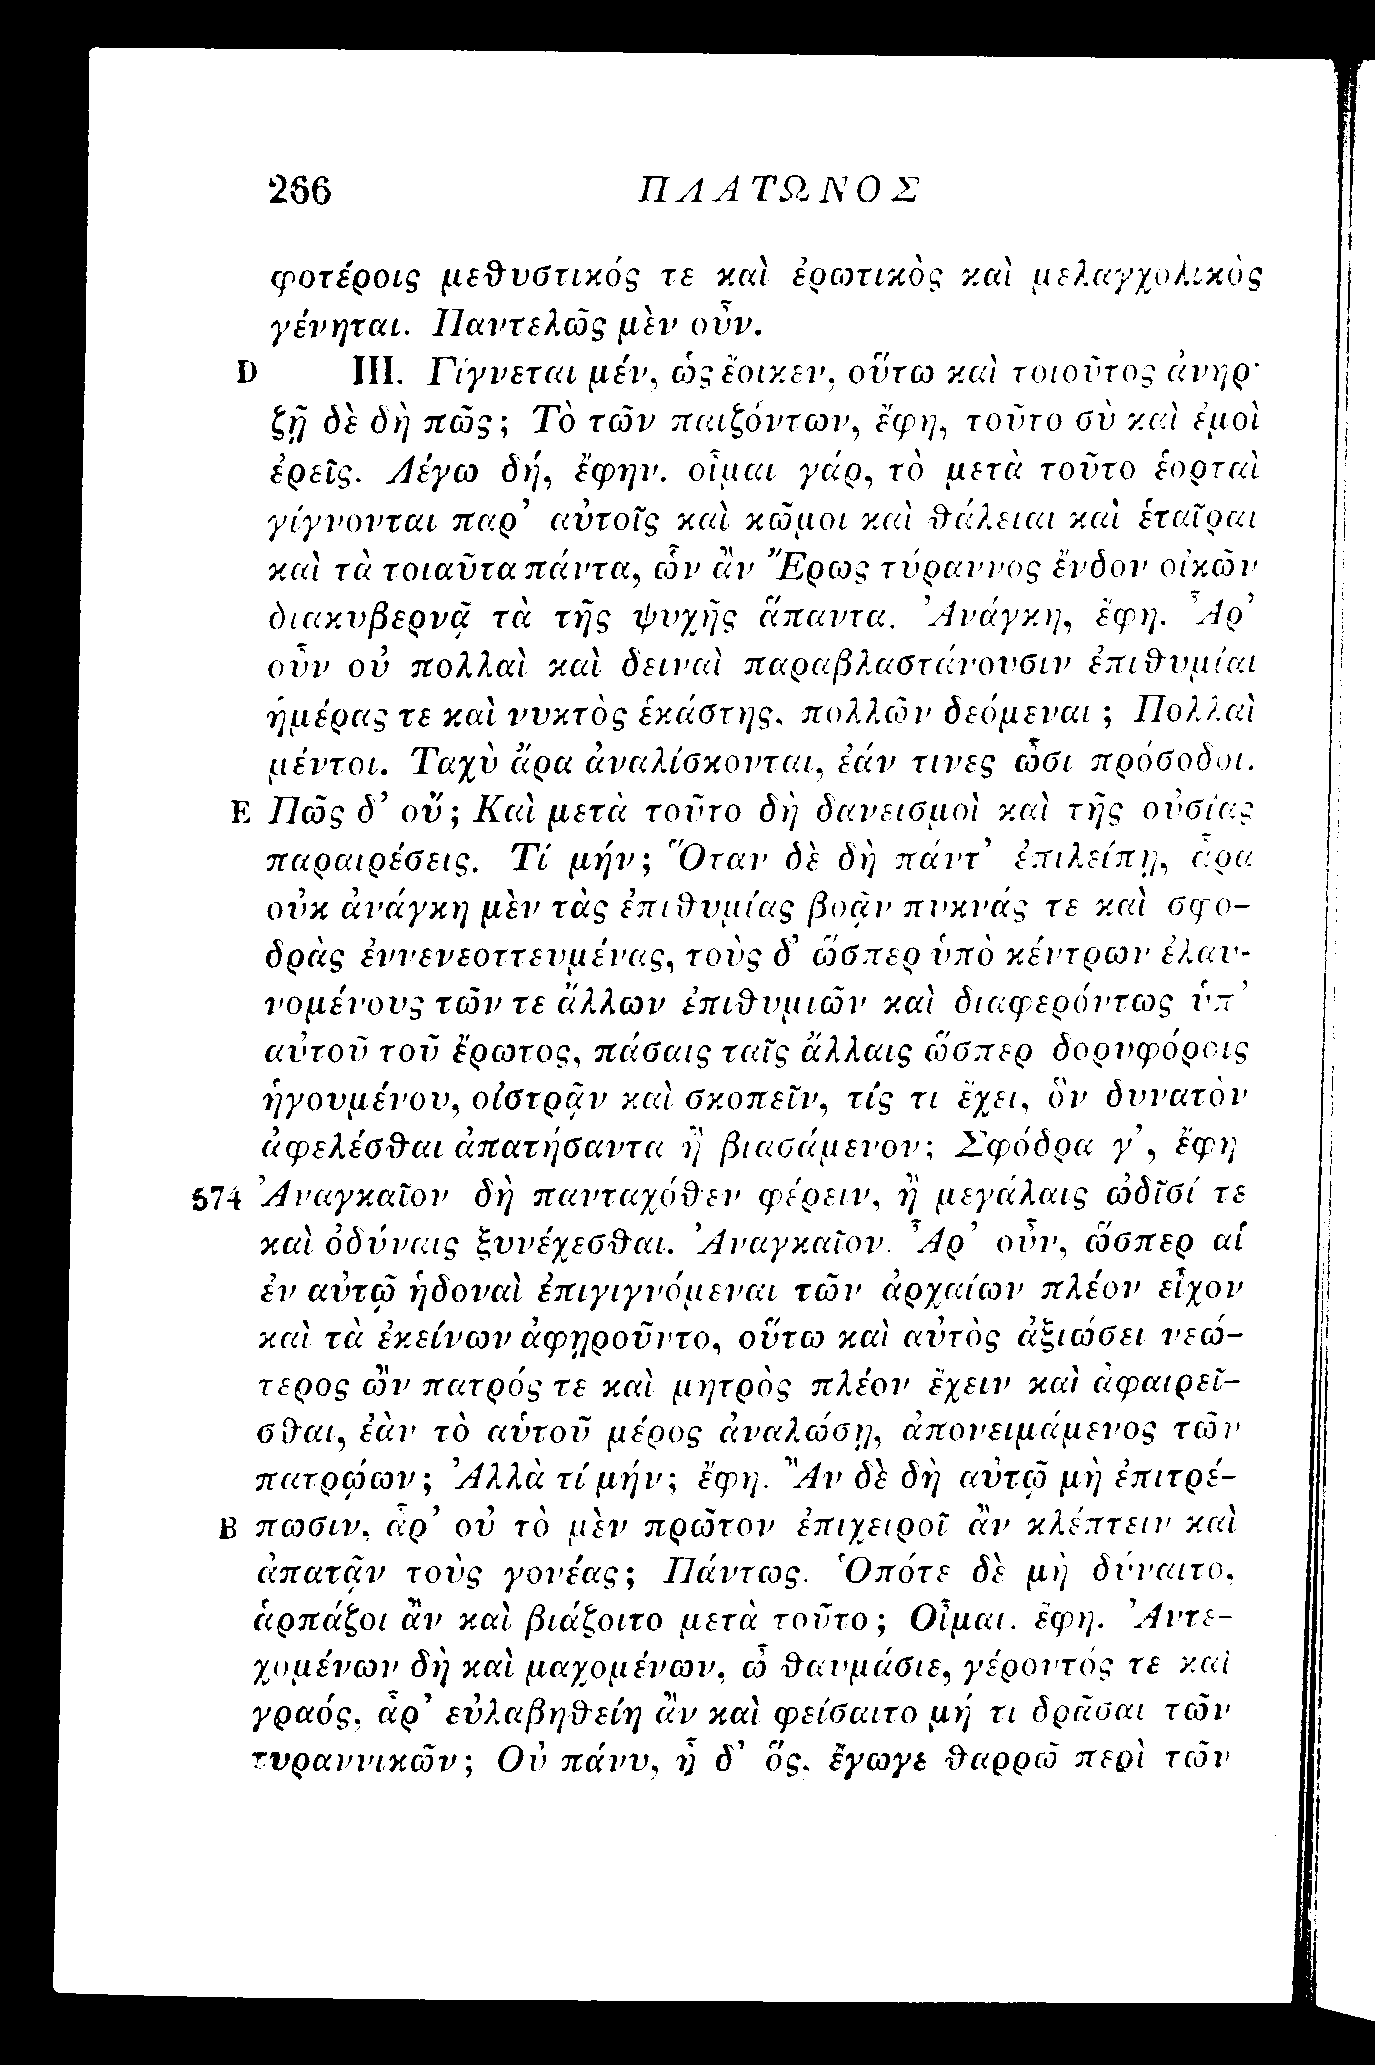 266 ΠΛΑΤΩΝΟΣ
φοτέροις μεθυστικός τε καὶ ἐρωτικὸς καὶ μελαγχολικὸς
γένηται. Παντελῶς μὲν οὖν.
D III. Γίγνεται μέν, ὡς ἔοικεν, οὕτω καὶ τοιοῦτος ἀνήρ·
ζῇ δὲ δὴ πῶς; Τὸ τῶν παιζόντων, ἔφη, τοῦτο σὺ καὶ ἐμοὶ
ἐρεῖς. Λέγω δή, ἔφην. οἶμαι γάρ, τὸ μετὰ τοῦτο ἑορταὶ
γίγνονται παρ’ αὐτοῖς καὶ κῶμοι καὶ θάλειαι καὶ ἑταῖραι
καὶ τὰ τοιαῦτα πάντα, ὧν ἂν Ἔρως τύραννος ἔνδον οἰκῶν
διακυβερνᾷ τὰ τῆς ψυχῆς ἅπαντα. Ἀνάγκη, ἔφη. Ἆρ’
οὖν οὐ πολλαὶ καὶ δειναὶ παραβλαστάνουσιν ἐπιθυμίαι
ἡμέρας τε καὶ νυκτὸς ἑκάστης, πολλῶν δεόμεναι; Πολλαὶ
μέντοι. Ταχὺ ἄρα ἀναλίσκονται, ἐάν τινες ὦσι πρόσοδοι.
E Πῶς δ’ οὔ; Καὶ μετὰ τοῦτο δὴ δανεισμοὶ καὶ τῆς οὐσίας
παραιρέσεις. Τί μήν; Ὅταν δὲ δὴ πάντ’ ἐπιλείπῃ, ἆρα
οὐκ ἀνάγκη μὲν τὰς ἐπιθυμίας βοᾷν πυκνάς τε καὶ σφο-
δρὰς ἐννενεοττευμένας, τοὺς δ’ ὥσπερ ὑπὸ κέντρων ἐλαυ-
νομένους τῶν τε ἄλλων ἐπιθυμιῶν καὶ διαφερόντως ὑπ’
αὐτοῦ τοῦ ἔρωτος, πάσαις ταῖς ἄλλαις ὥσπερ δορυφόροις
ἡγουμένου, οἰστρᾷν καὶ σκοπεῖν, τίς τι ἔχει, ὃν δυνατὸν
ἀφελέσθαι ἀπατήσαντα ἢ βιασάμενον; Σφόδρα γ’, ἔφη
574 Ἀναγκαῖον δὴ πανταχόθεν φέρειν, ἢ μεγάλαις ὠδῖσί τε
καὶ ὀδύναις ξυνέχεσθαι. Ἀναγκαῖον. Ἆρ’ οὖν, ὥσπερ αἱ
ἐν αὐτῷ ἡδοναὶ ἐπιγιγνόμεναι τῶν ἀρχαίων πλέον εἶχον
καὶ τὰ ἐκείνων ἀφῃροῦντο, οὕτω καὶ αὐτὸς ἀξιώσει νεώ-
τερος ὢν πατρός τε καὶ μητρὸς πλέον ἔχειν καὶ ἀφαιρεῖ-
σθαι, ἐὰν τὸ αὑτοῦ μέρος ἀναλώσῃ, ἀπονειμάμενος τῶν
πατρῴων; Ἀλλὰ τί μήν; ἔφη. Ἂν δὲ δὴ αὐτῷ μὴ ἐπιτρέ-
B πωσιν, ἆρ’ οὐ τὸ μὲν πρῶτον ἐπιχειροῖ ἂν κλέπτειν καὶ
ἀπατᾷν τοὺς γονέας; Πάντως. Ὁπότε δὲ μὴ δύναιτο,
ἁρπάζοι ἂν καὶ βιάζοιτο μετὰ τοῦτο; Οἶμαι, ἔφη. Ἀντε-
χομένων δὴ καὶ μαχομένων, ὦ θαυμάσιε, γέροντός τε καὶ
γραός, ἆρ’ εὐλαβηθείη ἂν καὶ φείσαιτο μή τι δρᾶσαι τῶν
τυραννικῶν; Οὐ πάνυ, ἦ δ’ ὅς, ἔγωγε θαρρῶ περὶ τῶν